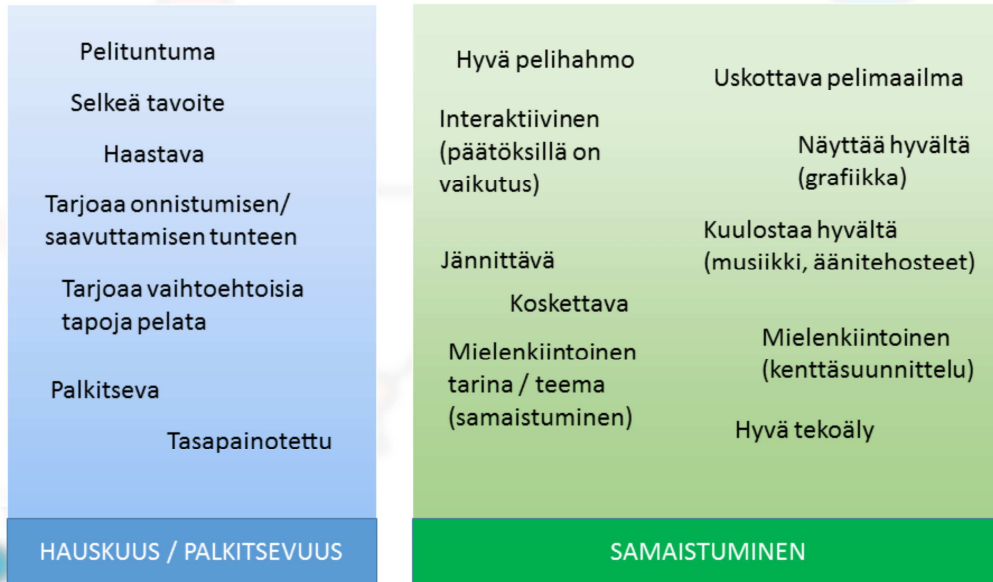 Pelituntuma
Selkeä tavoite
Haastava
Tarjoaa onnistumisen/
saavuttamisen tunteen
Tarjoaa vaihtoehtoisia
tapoja pelata
Palkitseva
Tasapainotettu
HAUSKUUS / PALKITSEVUUS
Hyvä pelihahmo
Interaktiivinen
(päätöksillä on
vaikutus)
Jännittävä
Koskettava
Mielenkiintoinen
tarina / teema
(samaistuminen)
Uskottava pelimaailma
Näyttää hyvältä
(grafiikka)
Kuulostaa hyvältä
(musiikki, äänitehosteet)
Mielenkiintoinen
(kenttäsuunnittelu)
Hyvä tekoäly
SAMAISTUMINEN